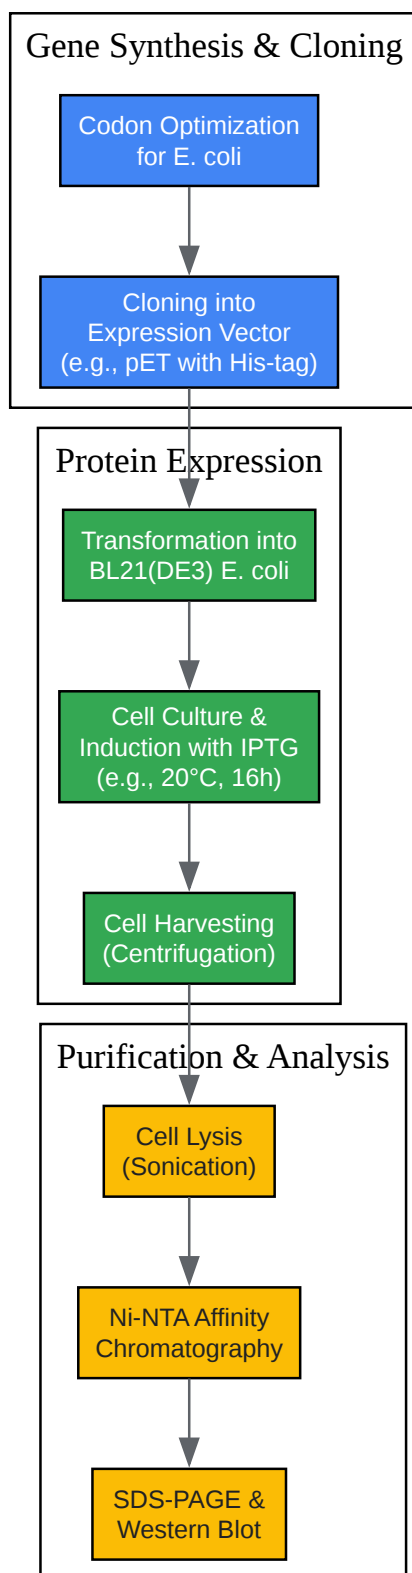 Gene Synthesis & Cloning
Codon Optimization
for E. coli
Cloning into
Expression Vector
(e.g., pET with His-tag)
Protein Expression
Transformation into
BL21(DE3) E. coli
Cell Culture &
Induction with IPTG
(e.g., 20°C, 16h)
Cell Harvesting
(Centrifugation)
Purification & Analysis
Cell Lysis
(Sonication)
Ni-NTA Affinity
Chromatography
SDS-PAGE &
Western Blot